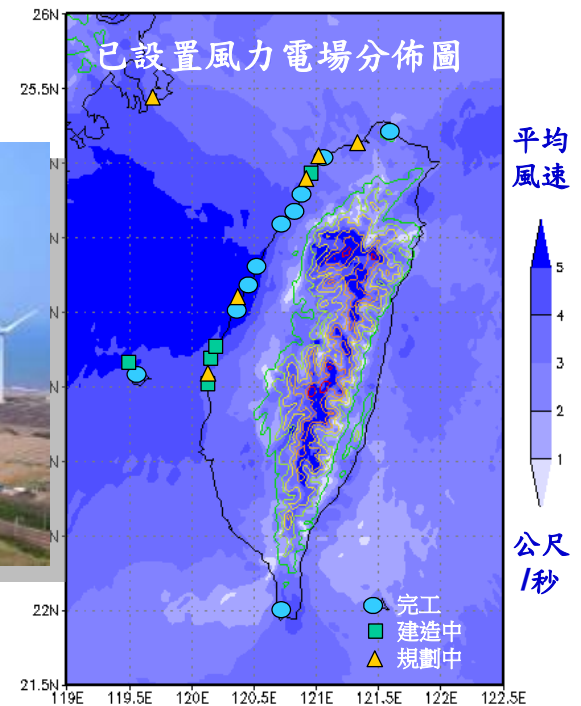 已設置風力電場分佈圖
26N
25.5N
N
N
N
N
N
N
22N
21.5N
119E
119.5E
120E
120.5E
121E
121.5E
122E
122.5E
平均
風速
5
4
3
2
1
公尺
/秒
完工
建造中
規劃中